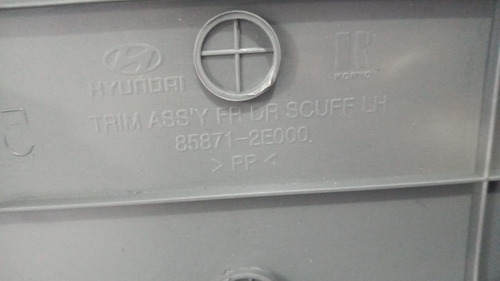 HYUNDAI
TRIM ASS'Y FR DR SCUFF LH
85871-2E000
>PP<